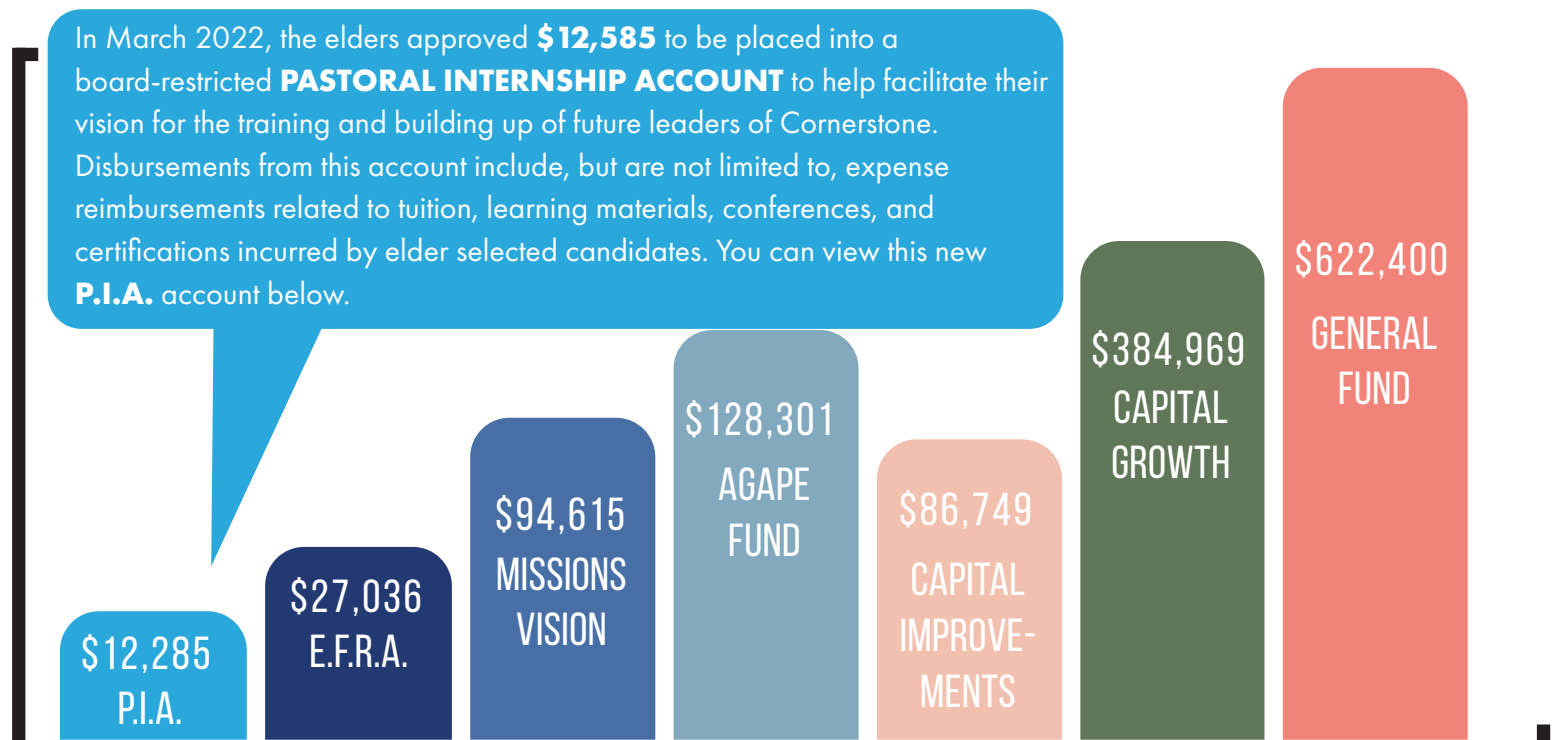 In March 2022, the elders approved $12,585 to be placed into a
board-restricted PASTORAL INTERNSHIP ACCOUNT to help facilitate their
vision for the training and building up of future leaders of Cornerstone.
Disbursements from this account include, but are not limited to, expense
reimbursements related to tuition, learning materials, conferences, and
certifications incurred by elder selected candidates. You can view this new
P.I.A. account below.
$12,285
P.I.A.
$27,036
E.F.R.A.
$94,615
MISSIONS
VISION
$128,301
AGAPE
FUND
$86,749
CAPITAL
IMPROVE-
MENTS
$384,969
CAPITAL
GROWTH
$622,400
GENERAL
FUND